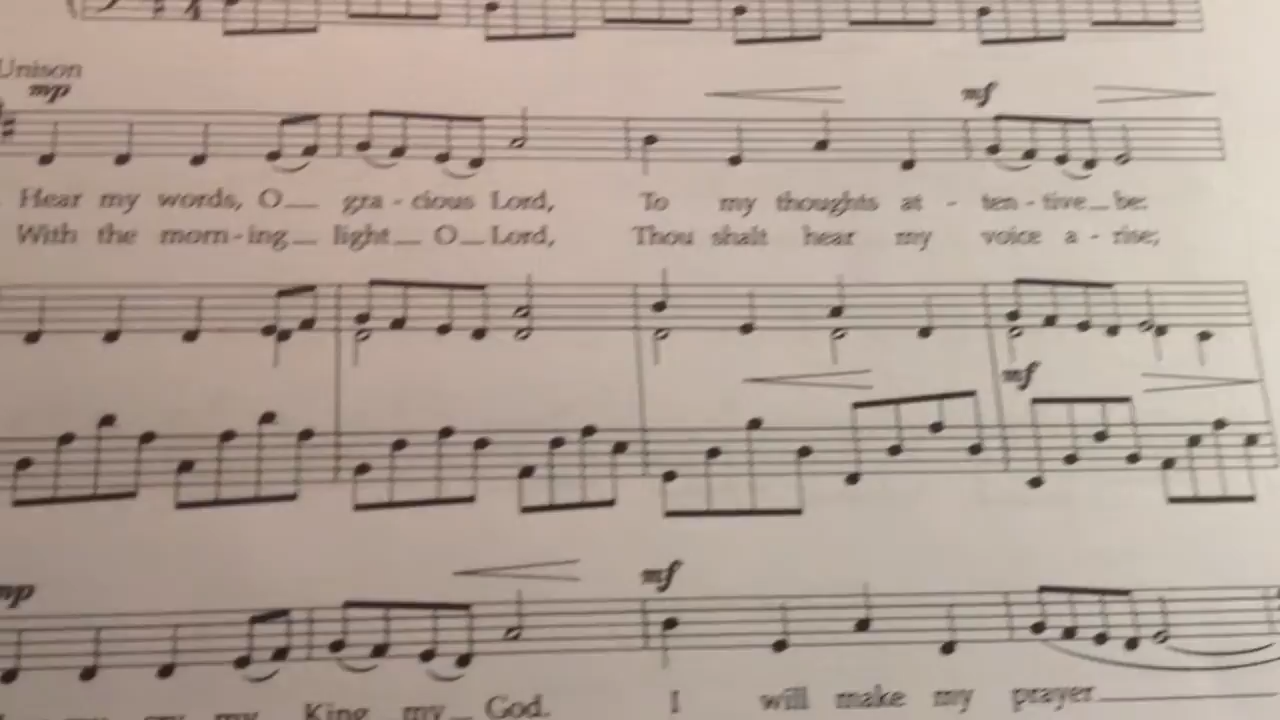 Unison
mp
mf
Hear my words, O gra - cious Lord, To my thoughts at - ten - tive be:
With the morn - ing light O Lord, Thou shalt hear my voice a - rise;
mf
mp
mf
my my King my God. I will make my prayer